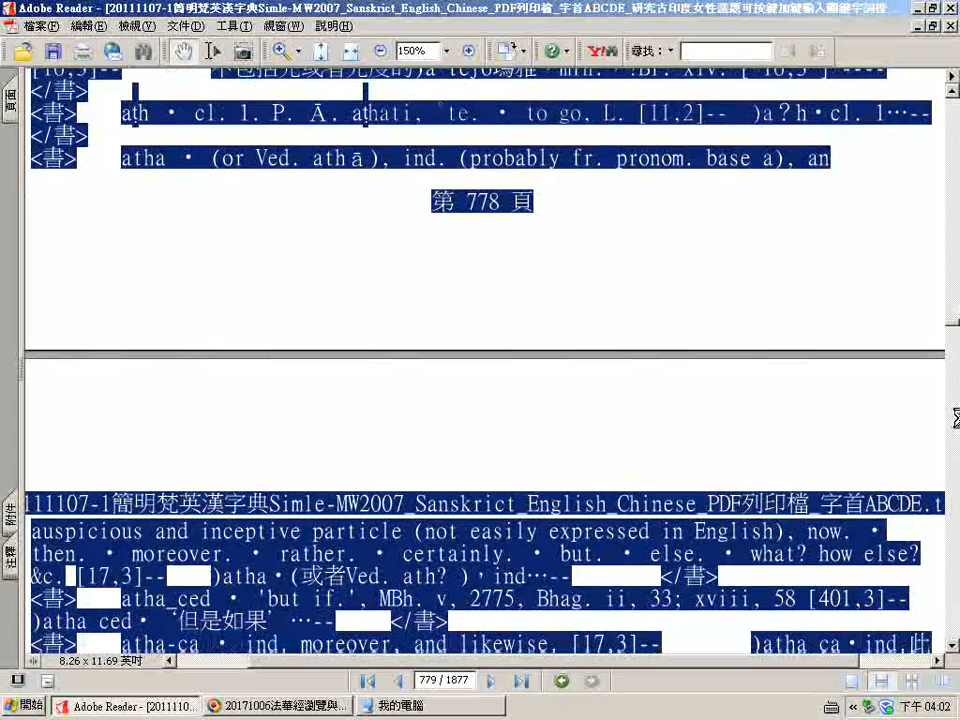 Adobe Reader - [20111107-1簡明梵英漢字典Simle-MW2007_Sanskrict_English_Chinese_PDF列印檔_字首ABCDE_研究古印度女性議題可按鍵加鍵輸入關鍵字詞搜
檔案(F) 編輯(E) 檢視(V) 文件(D) 工具(T) 視窗(W) 說明(H)
150% 尋找：
</書>
<書> aṭh • cl. 1. P. Ā. aṭhati, °te. • to go, L. [11,2]-- )a？h•cl. 1…--
</書>
<書> atha • (or Ved. athā), ind. (probably fr. pronom. base a), an
第 778 頁
111107-1簡明梵英漢字典Simle-MW2007_Sanskrict_English_Chinese_PDF列印檔_字首ABCDE.t
auspicious and inceptive particle (not easily expressed in English), now. •
then. • moreover. • rather. • certainly. • but. • else. • what? how else?
&c. [17,3]-- )atha•(或者Ved. ath? )，ind…-- </書>
<書> atha_ced • 'but if.', MBh. v, 2775, Bhag. ii, 33; xviii, 58 [401,3]--
)atha ced•‘但是如果’ …-- </書>
<書> atha-ca • ind. moreover, and likewise. [17,3]-- )atha ca•ind.此
頁面
附件
注釋
8.26 x 11.69 英吋
779 / 1877
開始 Adobe Reader - [2011110... 20171006法華經瀏覽與... 我的電腦 下午 04:02